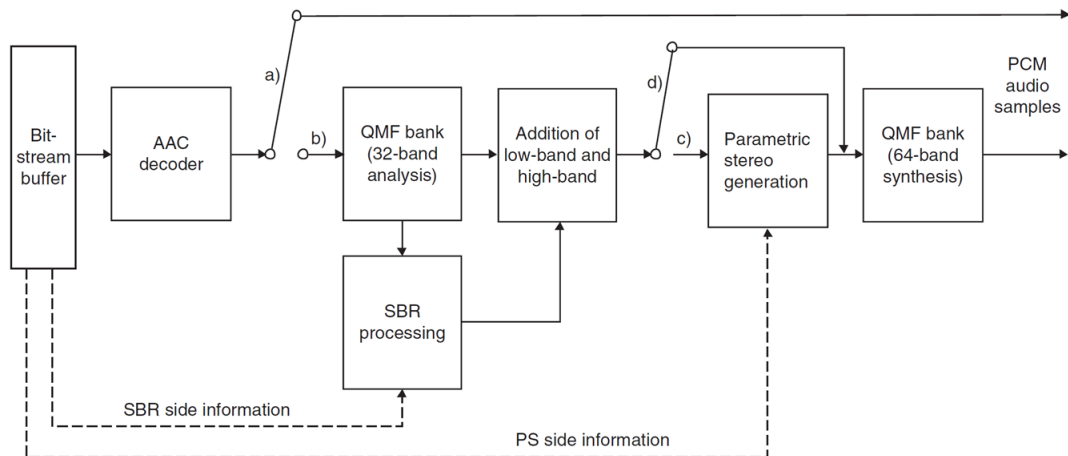 Bit-
stream
buffer
AAC
decoder
a)
b)
QMF bank
(32-band
analysis)
Addition of
low-band and
high-band
SBR
processing
d)
c)
Parametric
stereo
generation
QMF bank
(64-band
synthesis)
PCM
audio
samples
SBR side information
PS side information